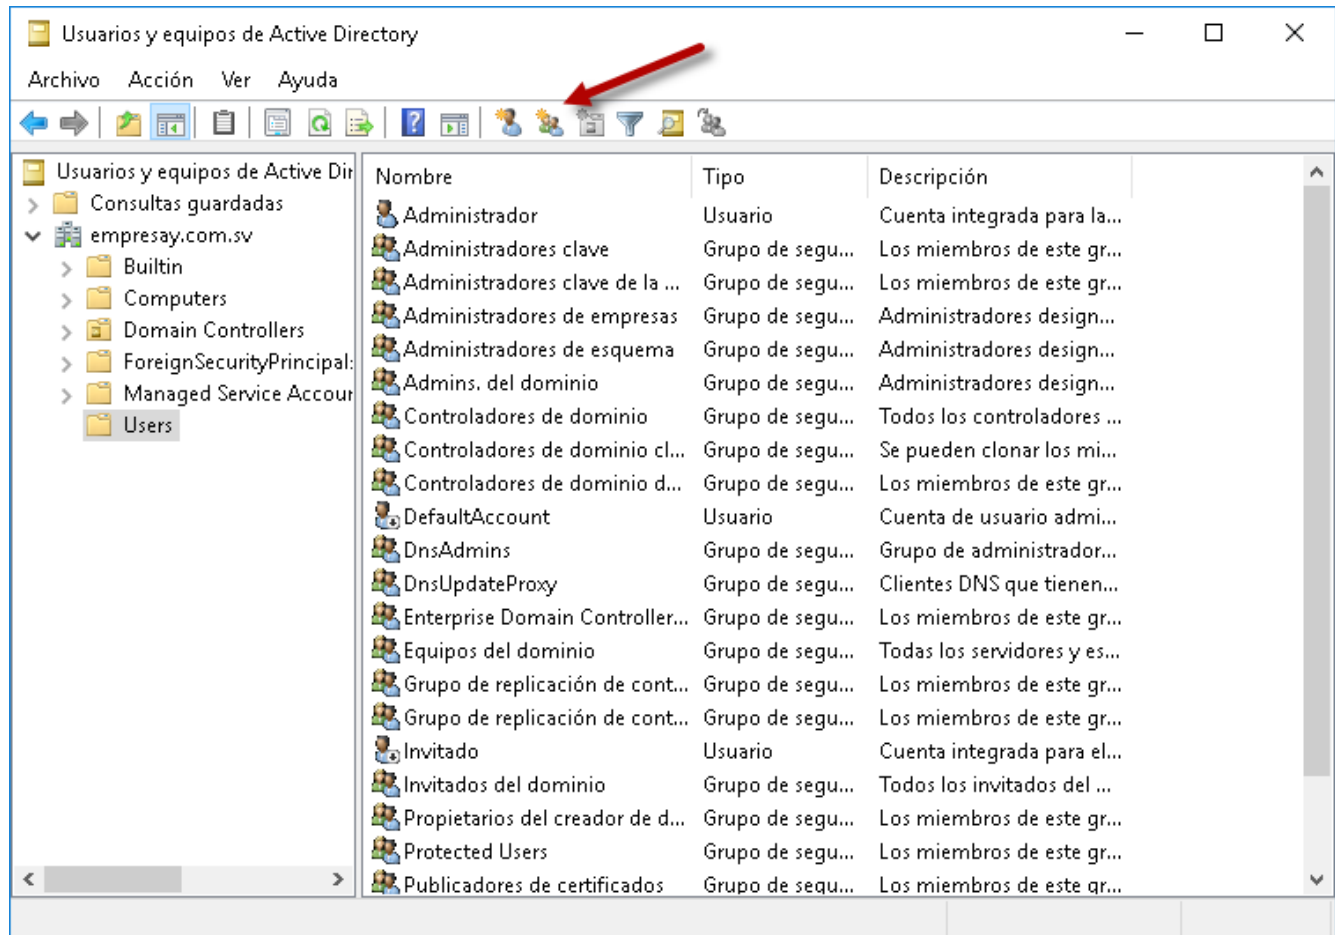 Usuarios y equipos de Active Directory
Archivo Acción Ver Ayuda
Usuarios y equipos de Active Dir
Consultas guardadas
empresay.com.sv
Builtin
Computers
Domain Controllers
ForeignSecurityPrincipal:
Managed Service Accour
Users
Nombre Tipo Descripción
Administrador Usuario Cuenta integrada para la...
Administradores clave Grupo de segu... Los miembros de este gr...
Administradores clave de la ... Grupo de segu... Los miembros de este gr...
Administradores de empresas Grupo de segu... Administradores design...
Administradores de esquema Grupo de segu... Administradores design...
Admins. del dominio Grupo de segu... Administradores design...
Controladores de dominio Grupo de segu... Todos los controladores ...
Controladores de dominio cl... Grupo de segu... Se pueden clonar los mi...
Controladores de dominio d... Grupo de segu... Los miembros de este gr...
DefaultAccount Usuario Cuenta de usuario admi...
DnsAdmins Grupo de segu... Grupo de administrador...
DnsUpdateProxy Grupo de segu... Clientes DNS que tienen...
Enterprise Domain Controller... Grupo de segu... Los miembros de este gr...
Equipos del dominio Grupo de segu... Todas los servidores y es...
Grupo de replicación de cont... Grupo de segu... Los miembros de este gr...
Grupo de replicación de cont... Grupo de segu... Los miembros de este gr...
Invitado Usuario Cuenta integrada para el...
Invitados del dominio Grupo de segu... Todos los invitados del ...
Propietarios del creador de d... Grupo de segu... Los miembros de este gr...
Protected Users Grupo de segu... Los miembros de este gr...
Publicadores de certificados Grupo de segu... Los miembros de este gr...